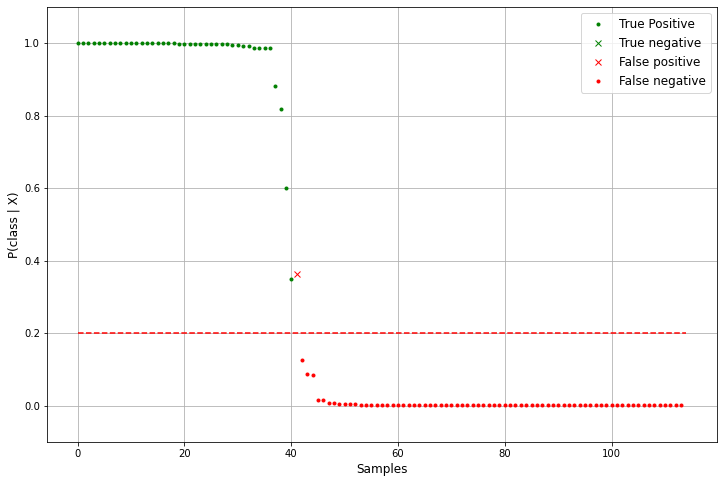 True Positive
True negative
False positive
False negative
1.0
0.8
0.6
0.4
0.2
0.0
P(class | X)
0 20 40 60 80 100
Samples